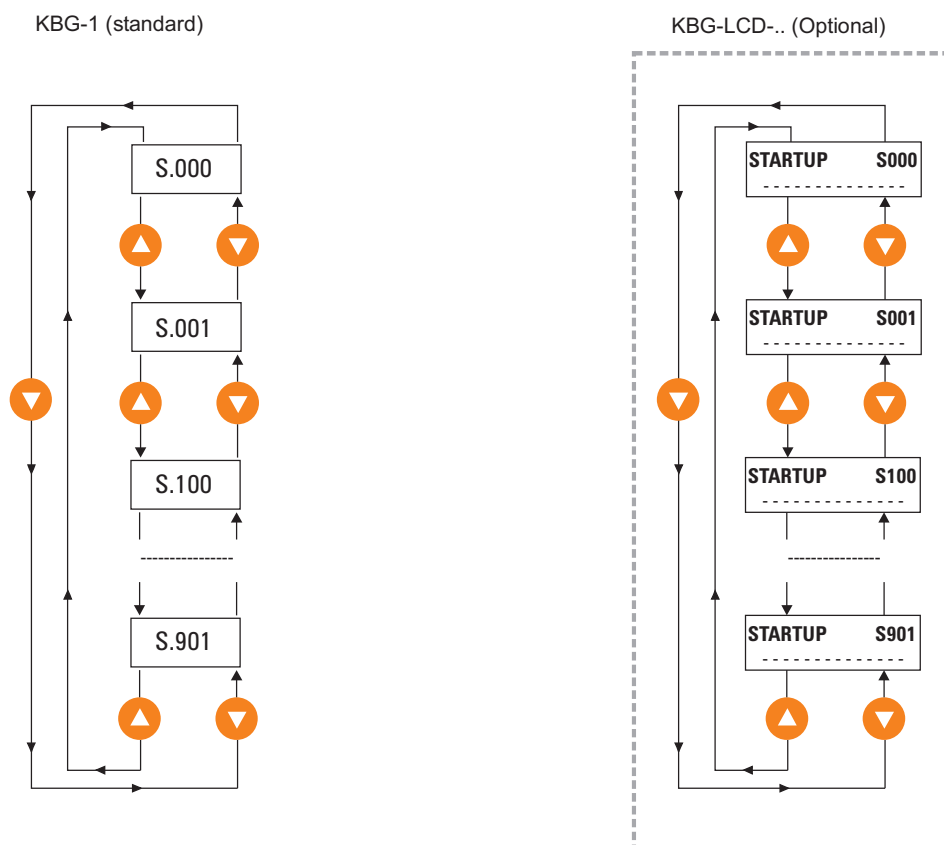 KBG-1 (standard)
S.000
S.001
S.100
S.901
KBG-LCD-.. (Optional)
STARTUP S000
STARTUP S001
STARTUP S100
STARTUP S901